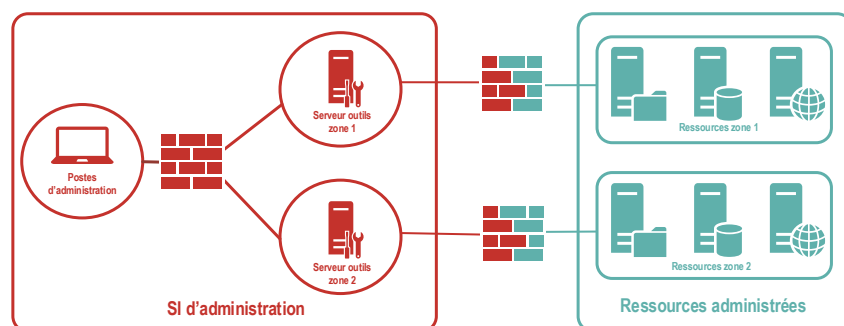 Serveur outils
zone 1
Ressources zone 1
Postes
d'administration
Serveur outils
zone 2
Ressources zone 2
SI d'administration
Ressources administrées